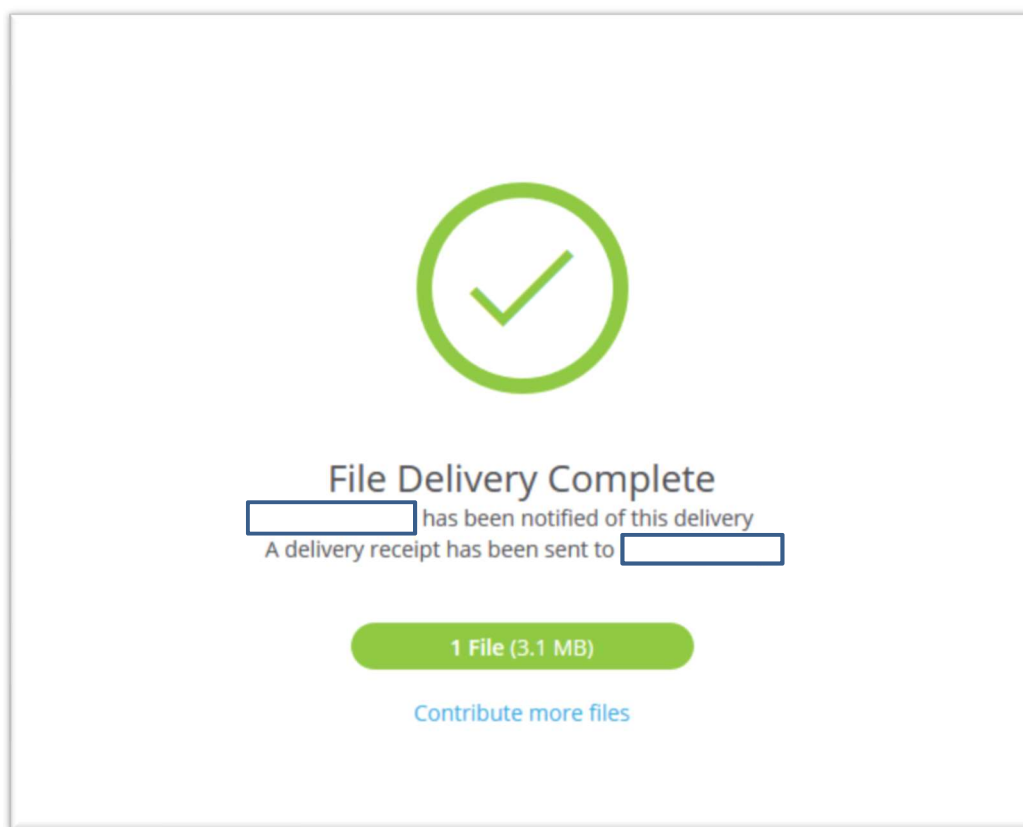 File Delivery Complete
has been notified of this delivery
A delivery receipt has been sent to
1 File (3.1 MB)
Contribute more files